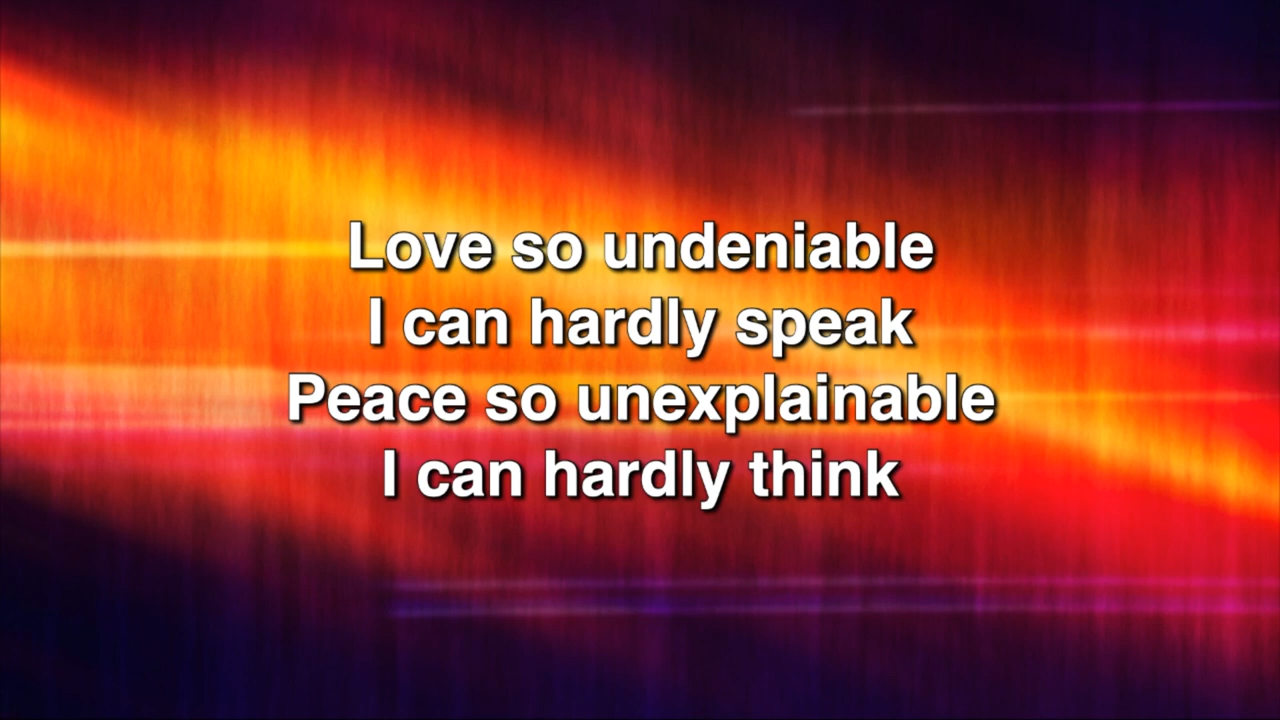 Love so undeniable
I can hardly speak
Peace so unexplainable
I can hardly think